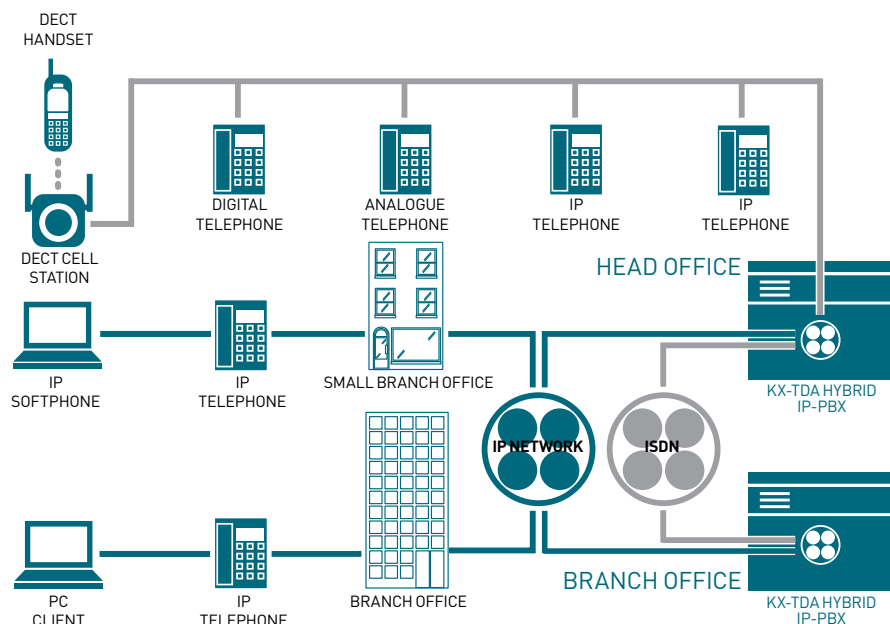 DECT
HANDSET
DIGITAL
TELEPHONE
ANALOGUE
TELEPHONE
IP
TELEPHONE
IP
TELEPHONE
DECT CELL
STATION
HEAD OFFICE
IP
SOFTPHONE
IP
TELEPHONE
SMALL BRANCH OFFICE
KX-TDA HYBRID
IP-PBX
IP NETWORK
ISDN
BRANCH OFFICE
PC
CLIENT
IP
TELEPHONE
BRANCH OFFICE
KX-TDA HYBRID
IP-PBX